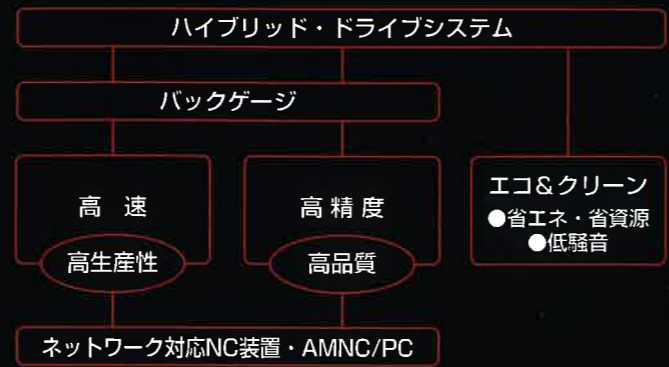 ハイブリッド・ドライブシステム
バックゲージ
高　速
高生産性
高 精 度
高品質
エコ&クリーン
●省エネ・省資源
●低騒音
ネットワーク対応NC装置・AMNC/PC